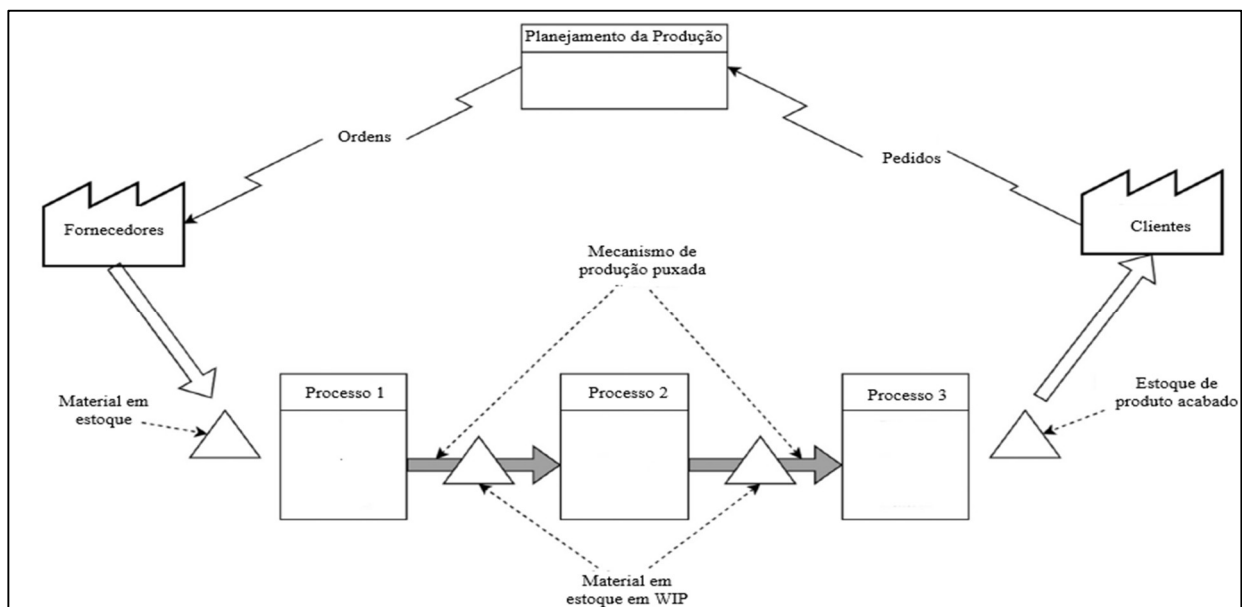 Planejamento da Produção
Ordens
Pedidos
Fornecedores
Clientes
Mecanismo de
produção puxada
Material em
estoque
Processo 1
Processo 2
Processo 3
Estoque de
produto acabado
Material em
estoque em WIP